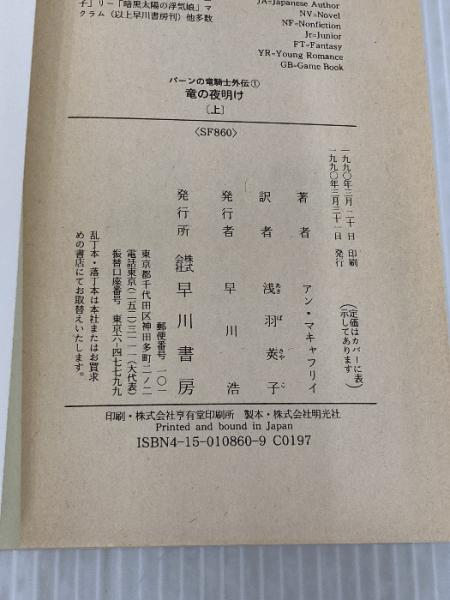 子」リー「暗黒太陽の浮気娘」マ
クラム（以上早川書房刊）他多数
JA=Japanese Author
NV=Novel
NF=Nonfiction
Jr=Junior
FT=Fantasy
YR=Young Romance
GB=Game Book
パーンの竜騎士外伝①
竜の夜明け
〔上〕
〈SF860〉
一九九〇年三月二十日 印刷
一九九〇年三月三十一日 発行
（定価はカバーに表示してあります）
著者 アン・マキャフリイ
訳者 浅羽莢子
発行者 早川浩
発行所 株式会社 早川書房
郵便番号 一〇一
東京都千代田区神田多町二ノ二
電話東京（二五二）三一一一（大代表）
振替口座番号 東京六-四七七九九
乱丁本・落丁本は本社またはお買求
めの書店にてお取替えいたします。
印刷・株式会社亨有堂印刷所 製本・株式会社明光社
Printed and bound in Japan
ISBN4-15-010860-9 C0197